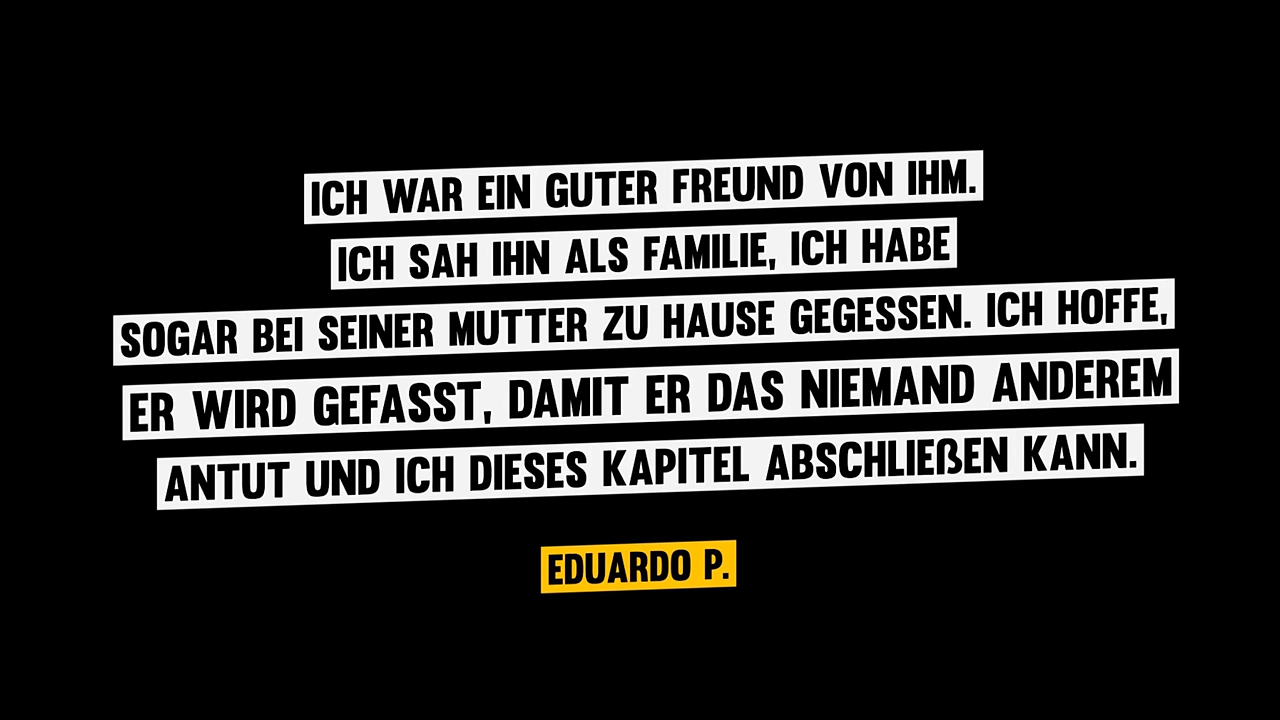 ICH WAR EIN GUTER FREUND VON IHM.
ICH SAH IHN ALS FAMILIE, ICH HABE
SOGAR BEI SEINER MUTTER ZU HAUSE GEGESSEN. ICH HOFFE,
ER WIRD GEFASST, DAMIT ER DAS NIEMAND ANDEREM
ANTUT UND ICH DIESES KAPITEL ABSCHLIEßEN KANN.
EDUARDO P.